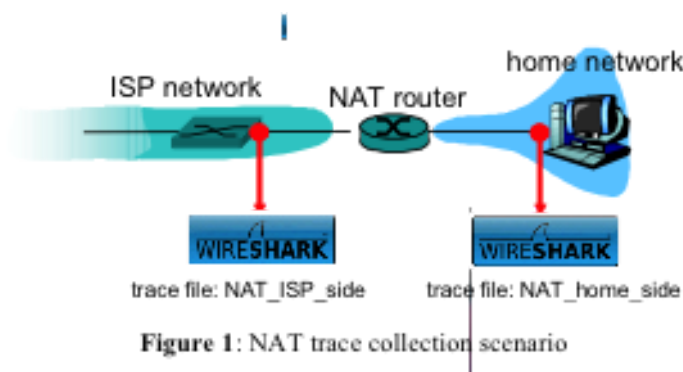 home network
ISP network
NAT router
WIRESHARK
WIRESHARK
trace file: NAT_ISP_side
trace file: NAT_home_side
Figure 1: NAT trace collection scenario